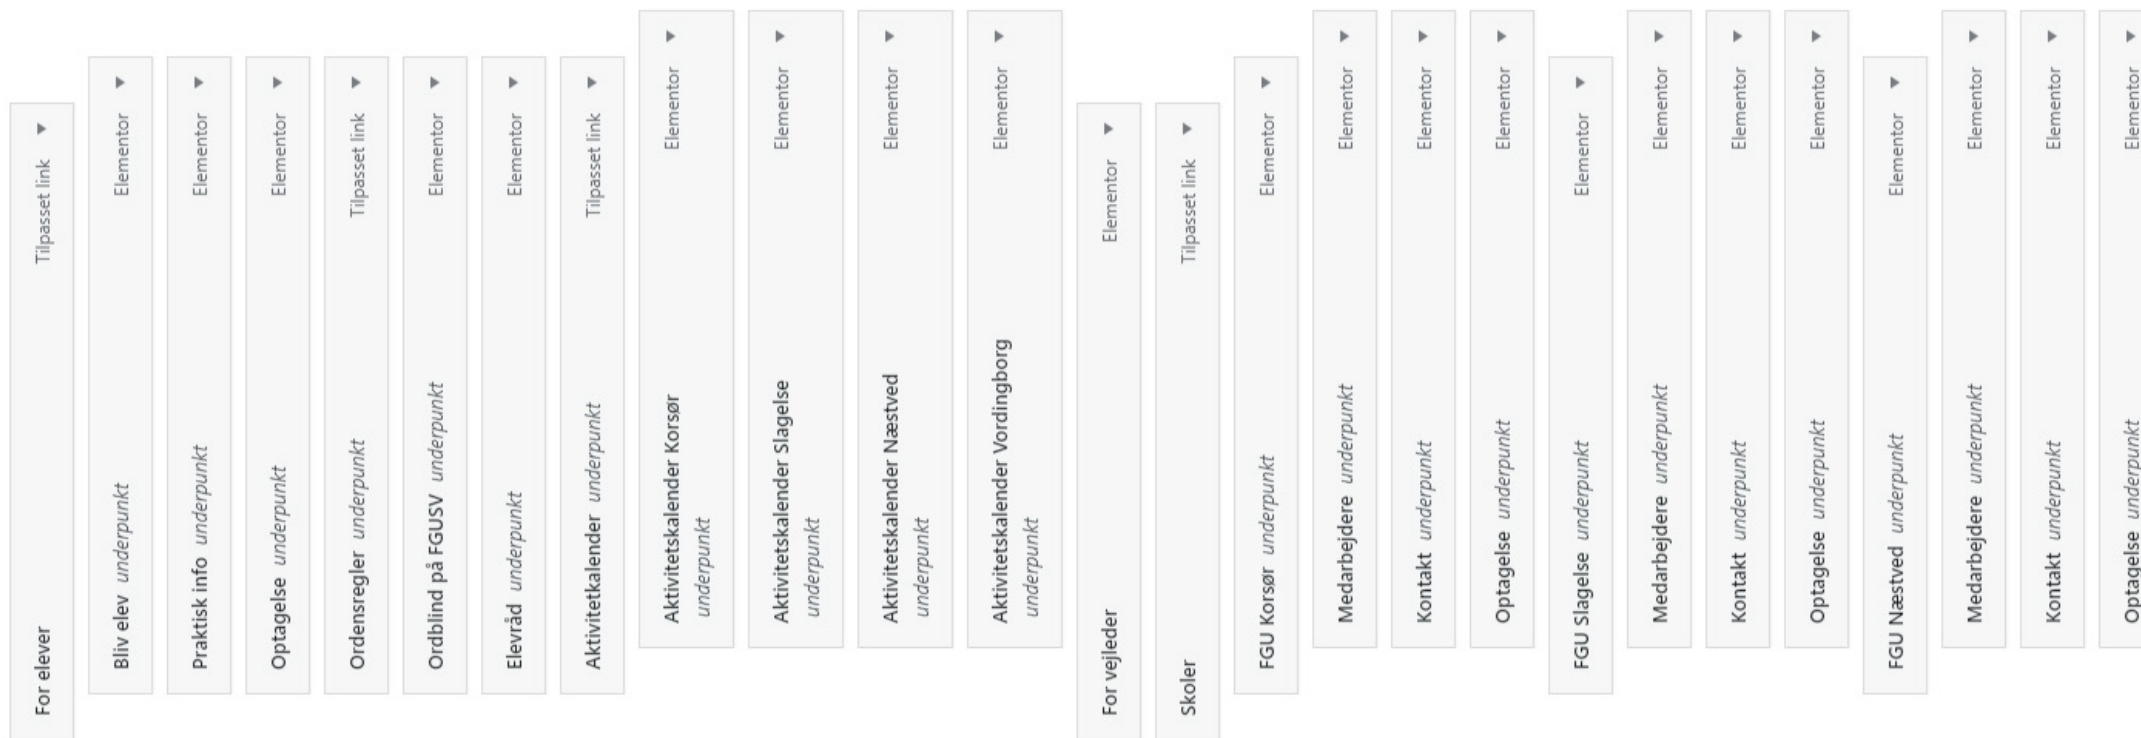 For elever Tilpasset link
Bliv elev underpunkt Elementor
Praktisk info underpunkt Elementor
Optagelse underpunkt Elementor
Ordensregler underpunkt Tilpasset link
Ordblind på FGUSV underpunkt Elementor
Elevråd underpunkt Elementor
Aktivitetkalender underpunkt Tilpasset link
Aktivitetskalender Korsør Elementor
underpunkt
Aktivitetskalender Slagelse Elementor
underpunkt
Aktivitetskalender Næstved Elementor
underpunkt
Aktivitetskalender Vordingborg Elementor
underpunkt
For vejleder Elementor
Skoler Tilpasset link
FGU Korsør underpunkt Elementor
Medarbejdere underpunkt Elementor
Kontakt underpunkt Elementor
Optagelse underpunkt Elementor
FGU Slagelse underpunkt Elementor
Medarbejdere underpunkt Elementor
Kontakt underpunkt Elementor
Optagelse underpunkt Elementor
FGU Næstved underpunkt Elementor
Medarbejdere underpunkt Elementor
Kontakt underpunkt Elementor
Optagelse underpunkt Elementor